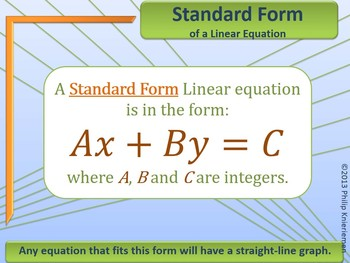 Standard Form
of a Linear Equation
A Standard Form Linear equation
is in the form:
Ax + By = C
where A, B and C are integers.
Any equation that fits this form will have a straight-line graph.
©2013 Philip Knieriemen